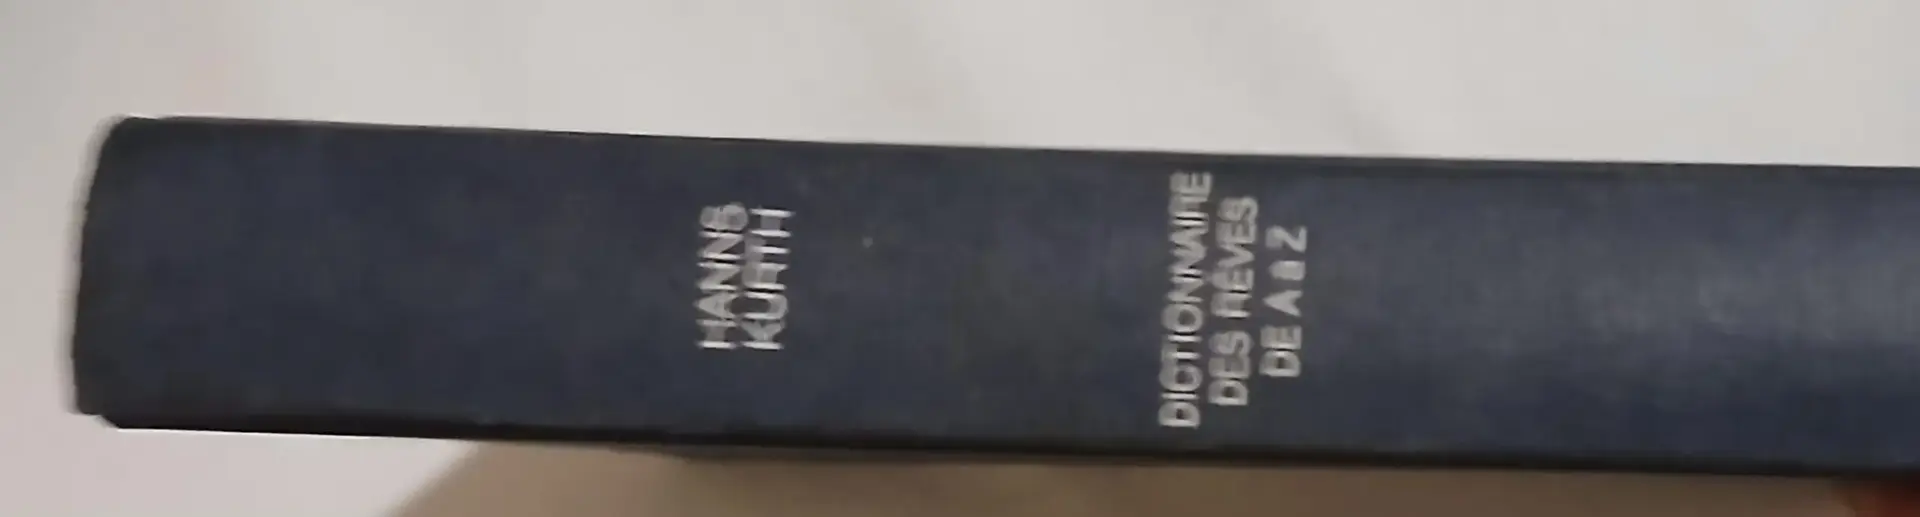 HANNS
KURTH
DICTIONNAIRE
DES RÊVES
DE A à Z